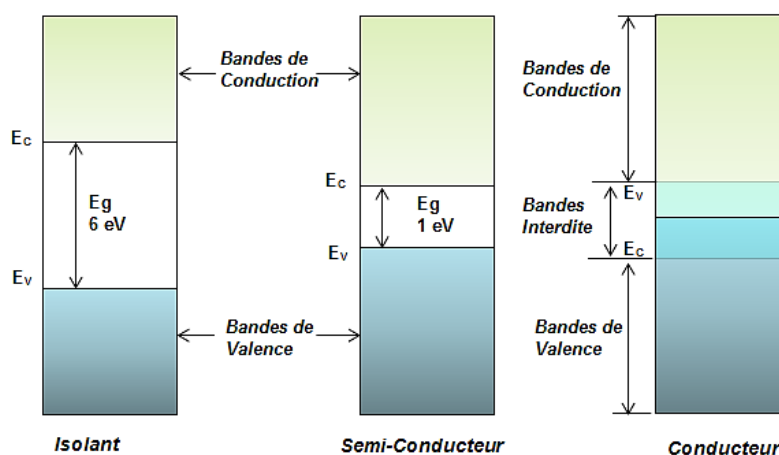 Bandes de
Conduction
Bandes de
Conduction
EC
Eg
6 eV
EV
EC
Eg
1 eV
EV
Bandes
Interdite
EV
EC
Bandes de
Valence
Bandes de
Valence
Isolant
Semi-Conducteur
Conducteur